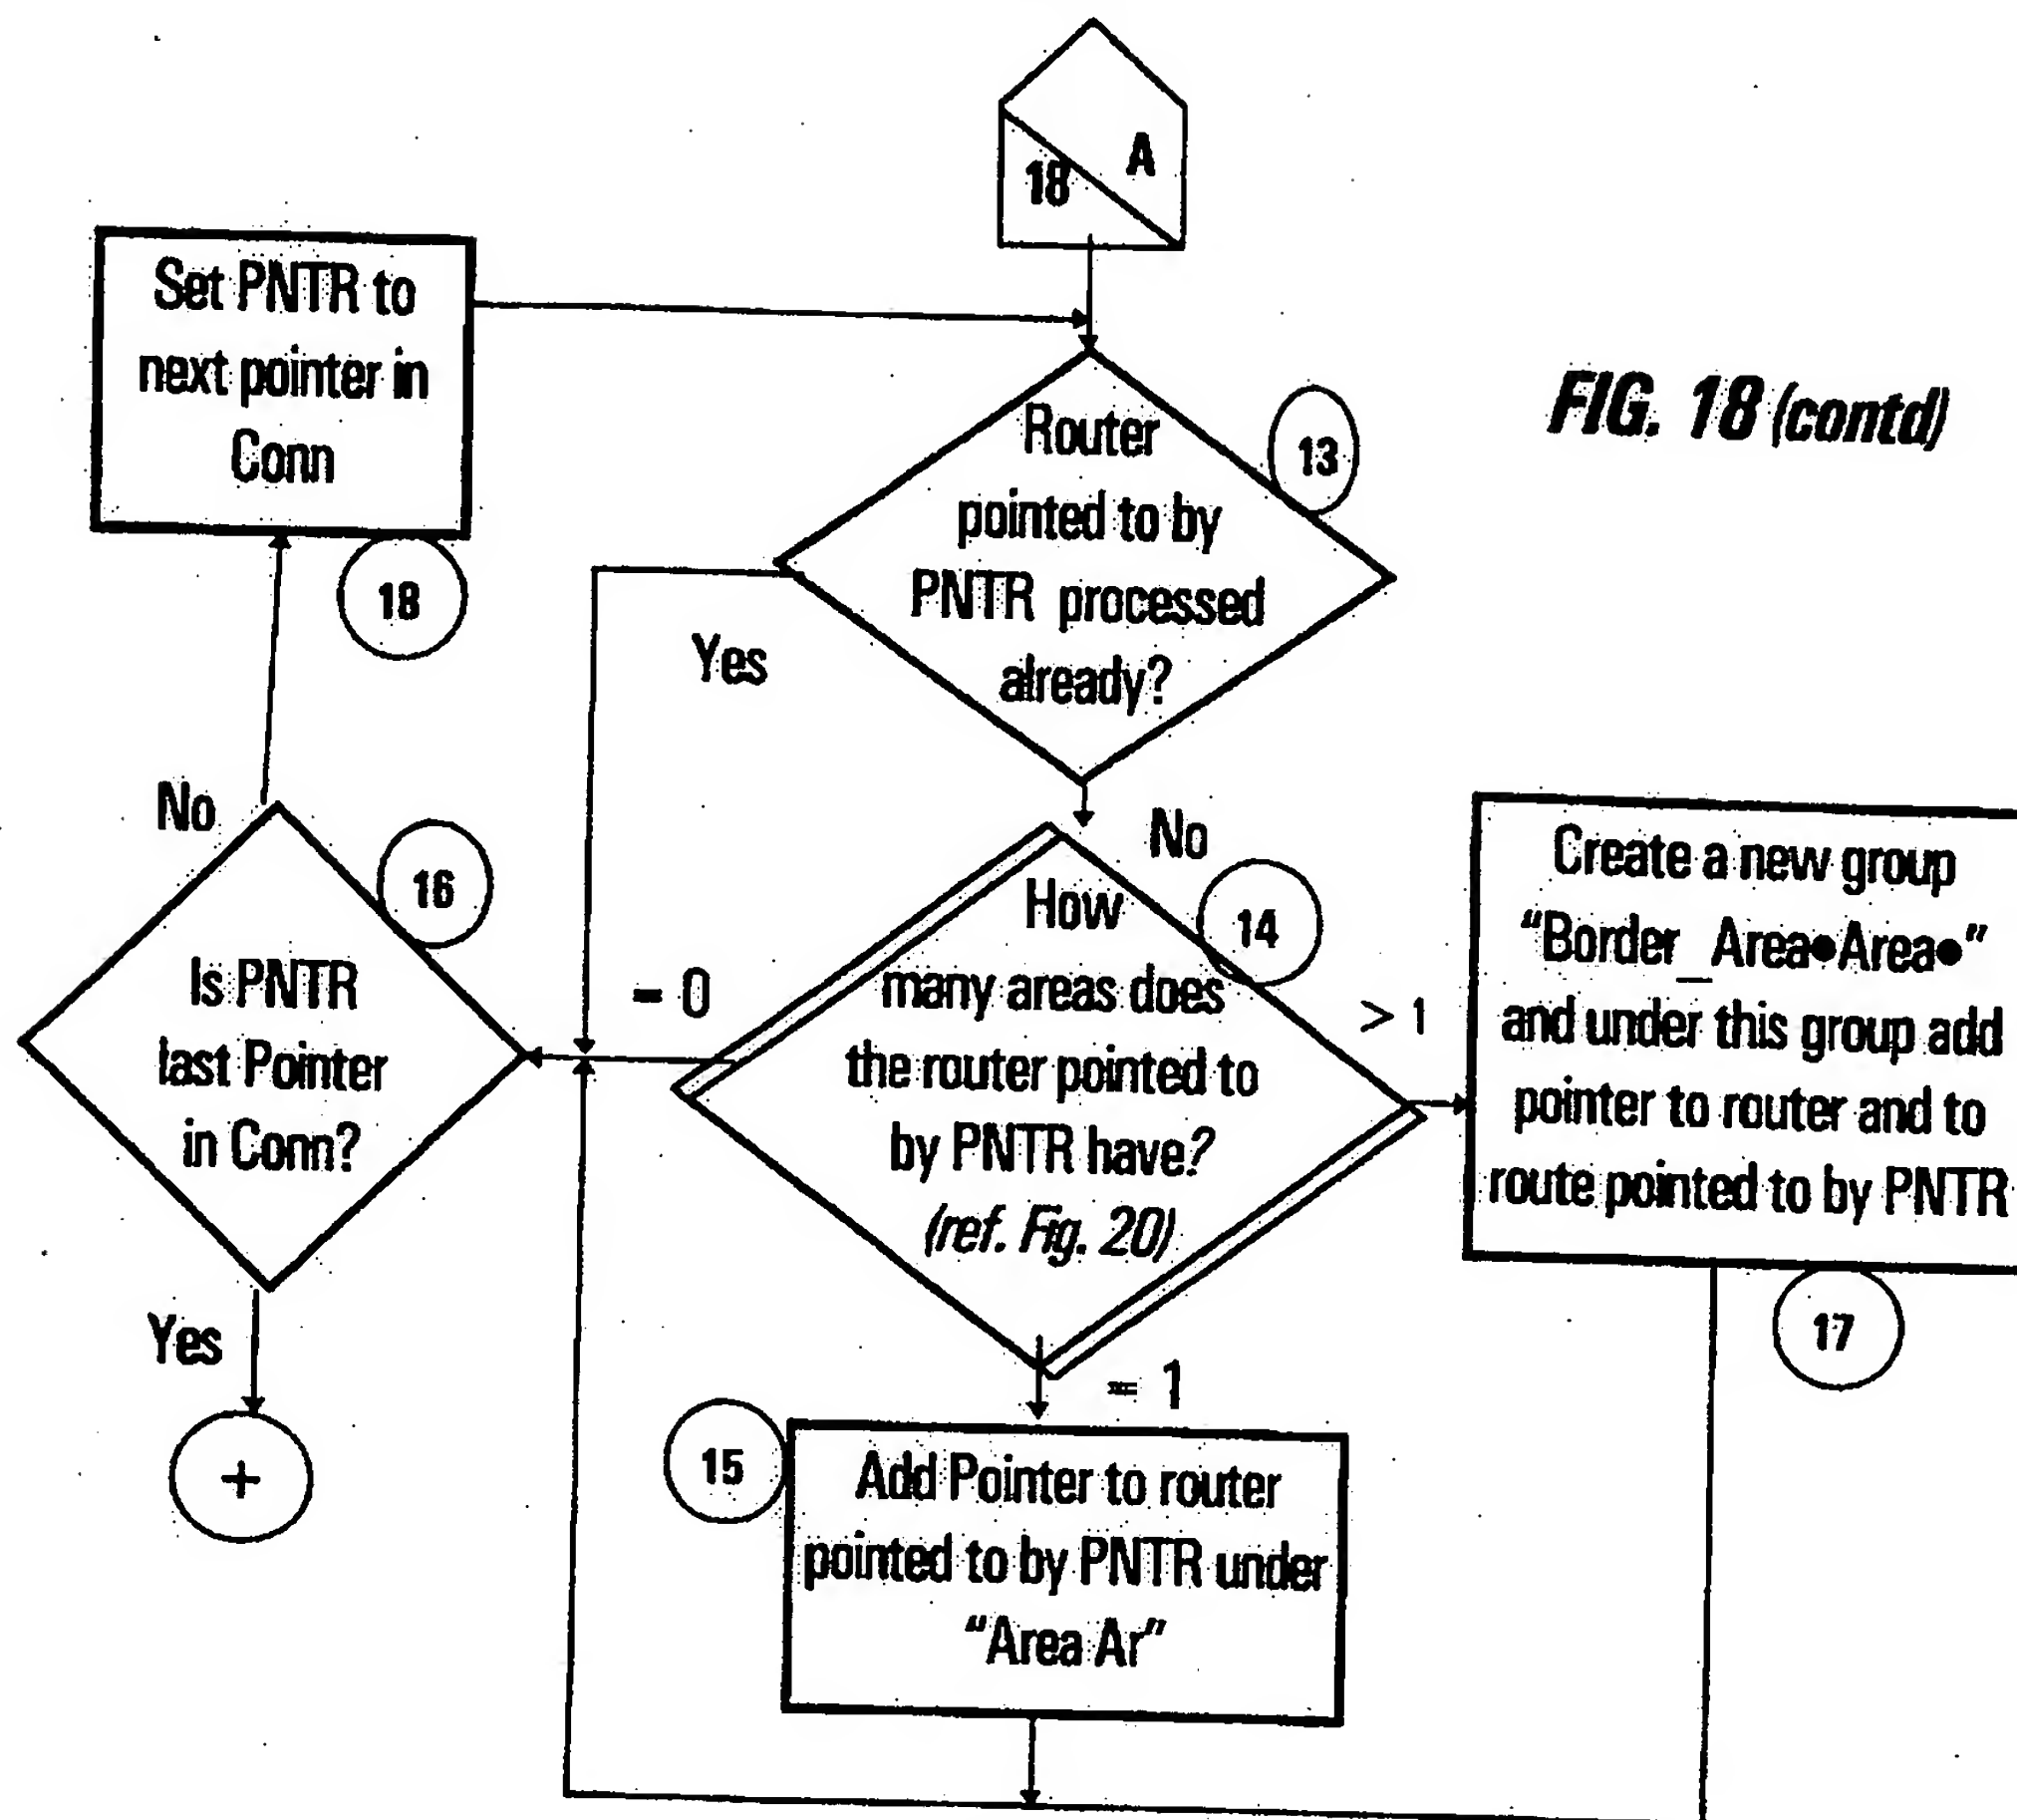 A
18
Set PNTR to
next pointer in
Conn
18
FIG. 18 (contd)
Router
pointed to by
PNTR processed
already?
13
Yes
No
No
16
Is PNTR
last Pointer
in Conn?
Yes
+
= 0
How
many areas does
the router pointed to
by PNTR have?
(ref. Fig. 20)
14
> 1
= 1
Create a new group
“Border_Area•Area•”
and under this group add
pointer to router and to
route pointed to by PNTR
17
15
Add Pointer to router
pointed to by PNTR under
“Area Ar”